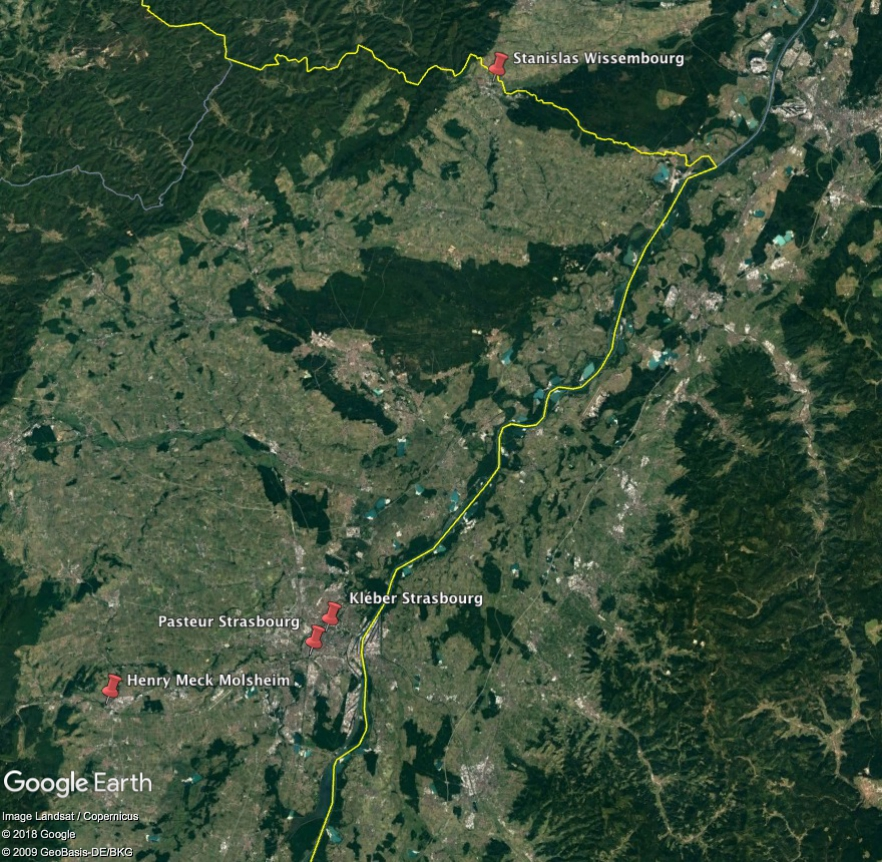 Stanislas Wissembourg
Kléber Strasbourg
Pasteur Strasbourg
Henry Meck Molsheim
Google Earth
Image Landsat / Copernicus
© 2018 Google
© 2009 GeoBasis-DE/BKG